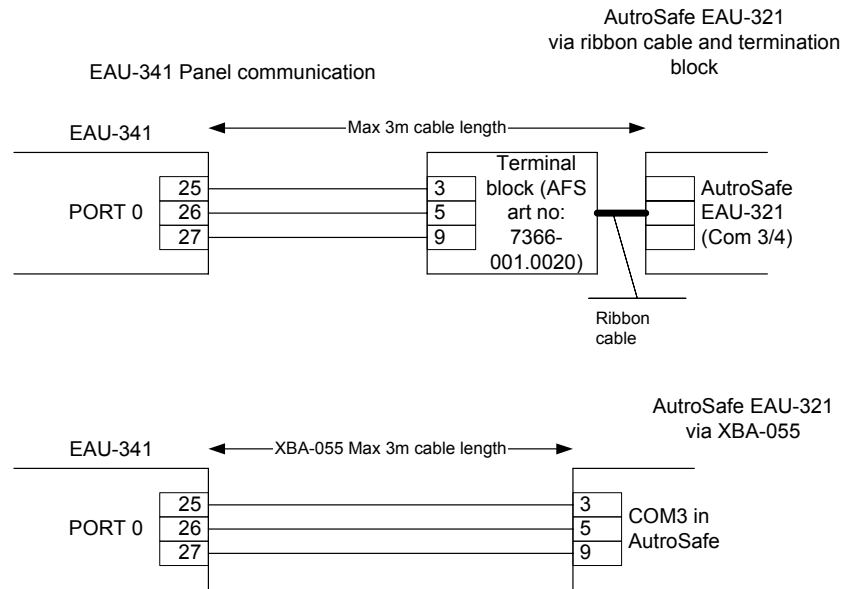 AutroSafe EAU-321
via ribbon cable and termination
block
EAU-341 Panel communication
EAU-341
Max 3m cable length
PORT 0
25
26
27
3
5
9
Terminal
block (AFS
art no:
7366-
001.0020)
AutroSafe
EAU-321
(Com 3/4)
Ribbon
cable
AutroSafe EAU-321
via XBA-055
EAU-341
XBA-055 Max 3m cable length
PORT 0
25
26
27
3
5
9
COM3 in
AutroSafe